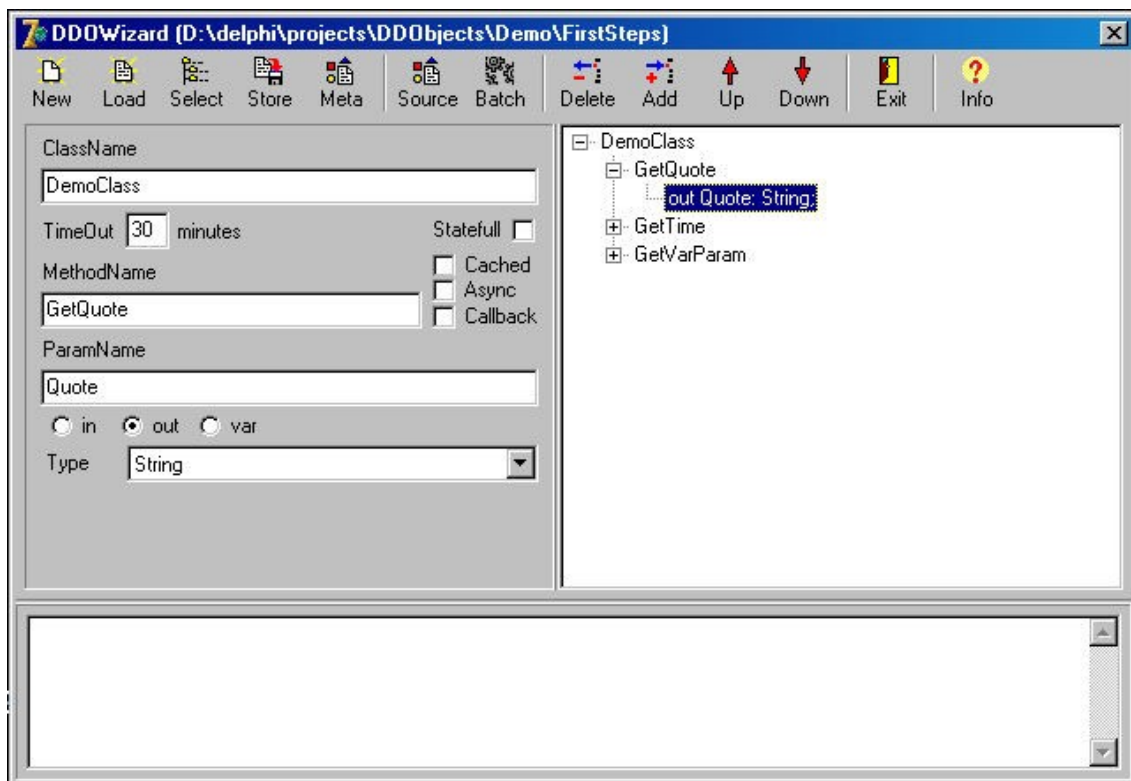 DDOWizard (D:\delphi\projects\DDObjects\Demo\FirstSteps)
New Load Select Store Meta Source Batch Delete Add Up Down Exit Info
ClassName
DemoClass
TimeOut 30 minutes Statefull
MethodName
Cached
Async
Callback
GetQuote
ParamName
Quote
in out var
Type String
DemoClass
GetQuote
out Quote: String;
GetTime
GetVarParam